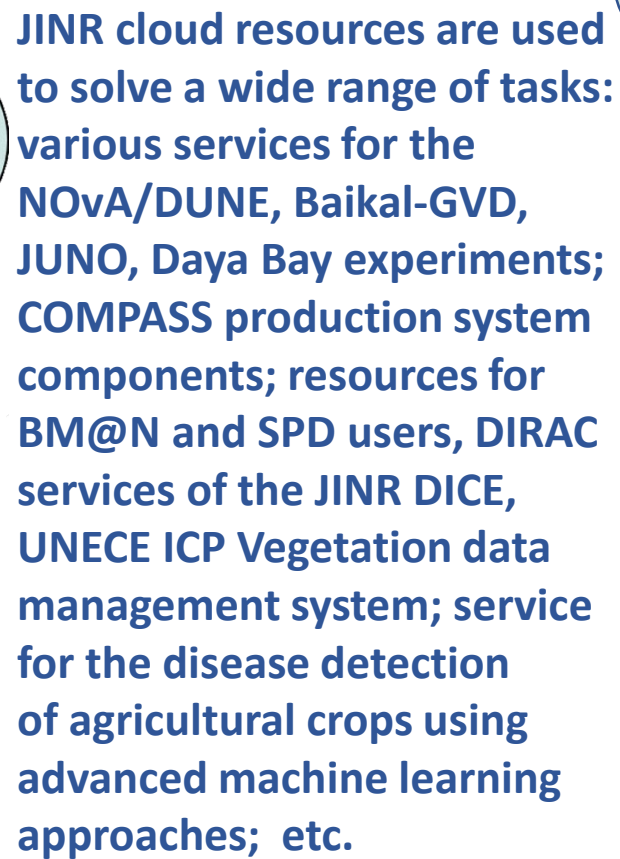 JINR cloud resources are used
to solve a wide range of tasks:
various services for the
NOvA/DUNE, Baikal-GVD,
JUNO, Daya Bay experiments;
COMPASS production system
components; resources for
BM@N and SPD users, DIRAC
services of the JINR DICE,
UNECE ICP Vegetation data
management system; service
for the disease detection
of agricultural crops using
advanced machine learning
approaches;  etc.